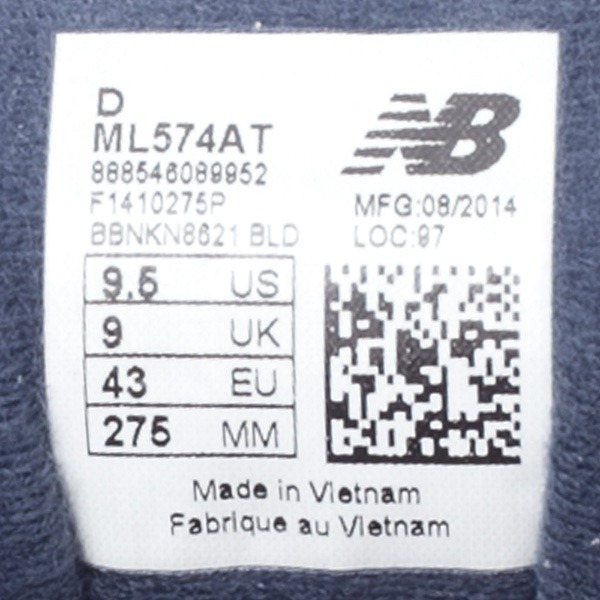 D
ML574AT
NB
888546089952
F1410275P
MFG:08/2014
BBNKN8621 BLD
LOC:97
9.5 US
9 UK
43 EU
275 MM
Made in Vietnam
Fabrique au Vietnam